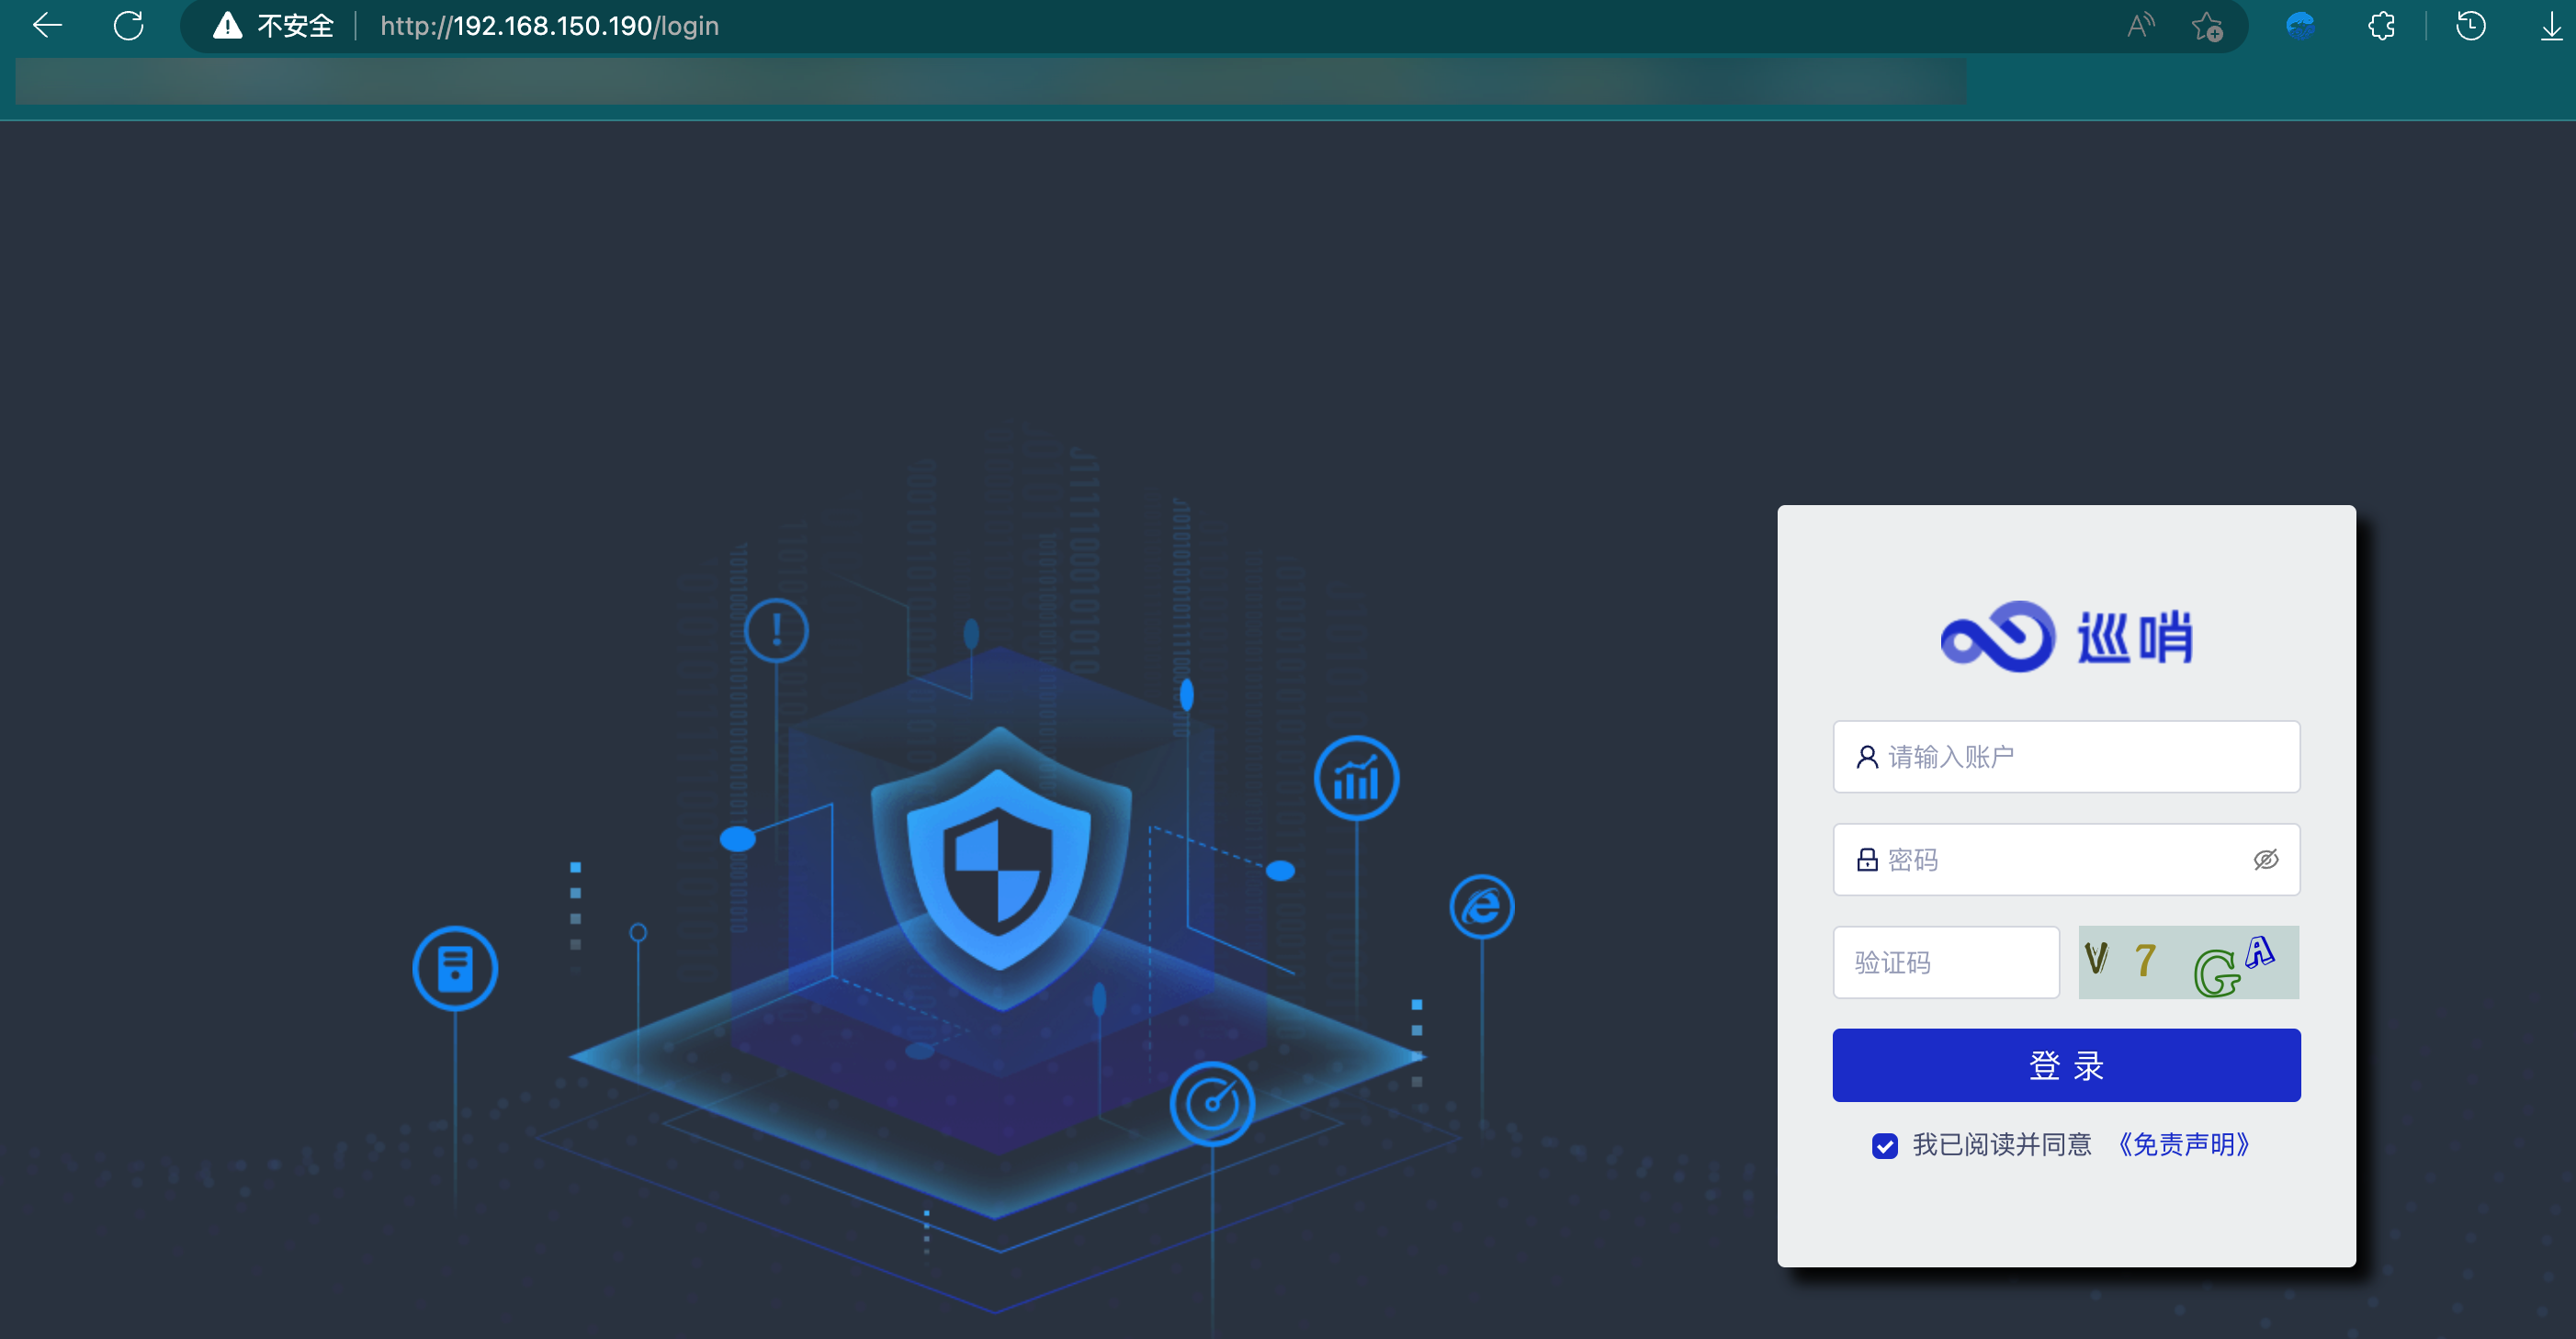 不安全 http://192.168.150.190/login
巡哨
请输入账户
密码
验证码 V 7 G A
登 录
我已阅读并同意 《免责声明》